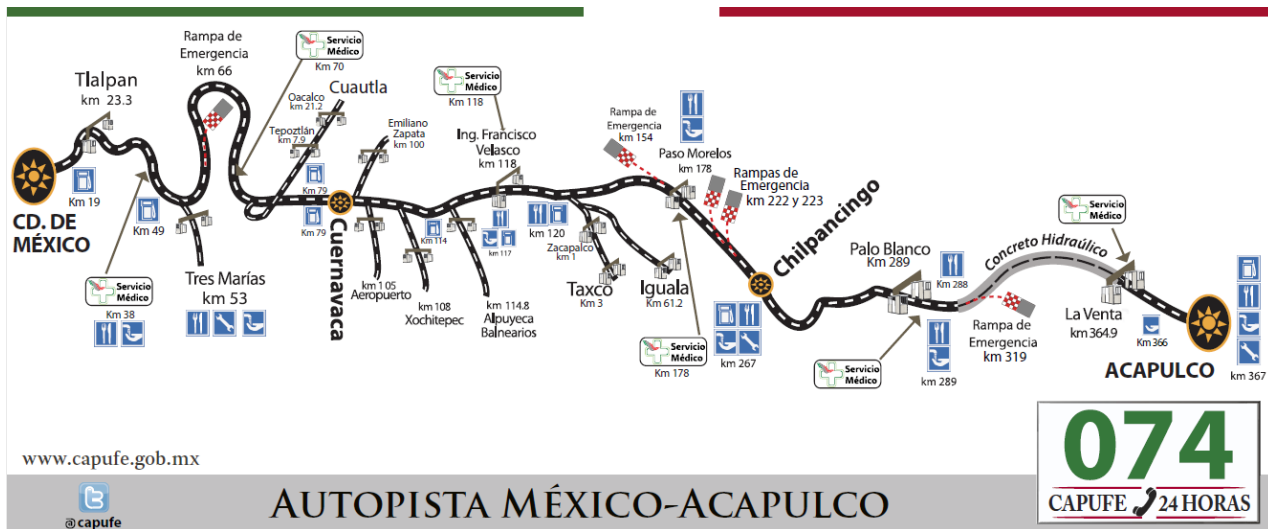 Tlalpan
km 23.3
CD. DE
MÉXICO
Km 19
Km 49
Servicio
Médico
Km 38
Rampa de
Emergencia
km 66
Tres Marías
km 53
Servicio
Médico
Km 70
Oacalco
km 21.2
Cuautla
Tepoztlán
km 7.9
Km 79
Km 79
Cuernavaca
Emiliano
Zapata
km 100
km 105
Aeropuerto
km 108
Xochitepec
Km 114
km 114.8
Alpuyeca
Balnearios
Servicio
Médico
Km 118
Ing. Francisco
Velasco
km 118
km 117
km 120
Zacapalco
km 1
Taxco
Km 3
Iguala
Km 61.2
Rampa de
Emergencia
km 154
Paso Morelos
km 178
Servicio
Médico
Km 178
Rampas de
Emergencia
km 222 y 223
Chilpancingo
km 267
Palo Blanco
Km 289
Servicio
Médico
km 289
Km 288
Concreto Hidraúlico
Rampa de
Emergencia
km 319
Servicio
Médico
La Venta
km 364.9
Km 366
ACAPULCO
km 367
www.capufe.gob.mx
@capufe
AUTOPISTA MÉXICO-ACAPULCO
074
CAPUFE 24 HORAS